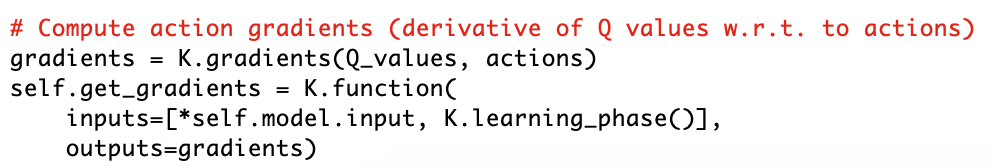 # Compute action gradients (derivative of Q values w.r.t. to actions)
gradients = K.gradients(Q_values, actions)
self.get_gradients = K.function(
    inputs=[*self.model.input, K.learning_phase()],
    outputs=gradients)